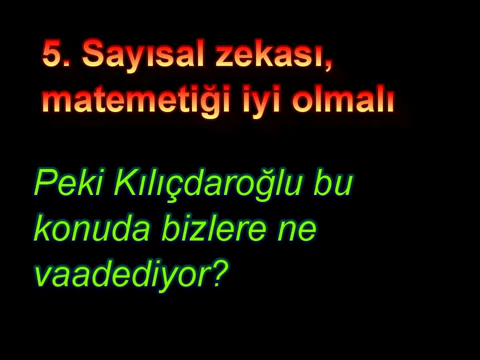 5. Sayısal zekası,
matemetiği iyi olmalı
Peki Kılıçdaroğlu bu
konuda bizlere ne
vaadediyor?